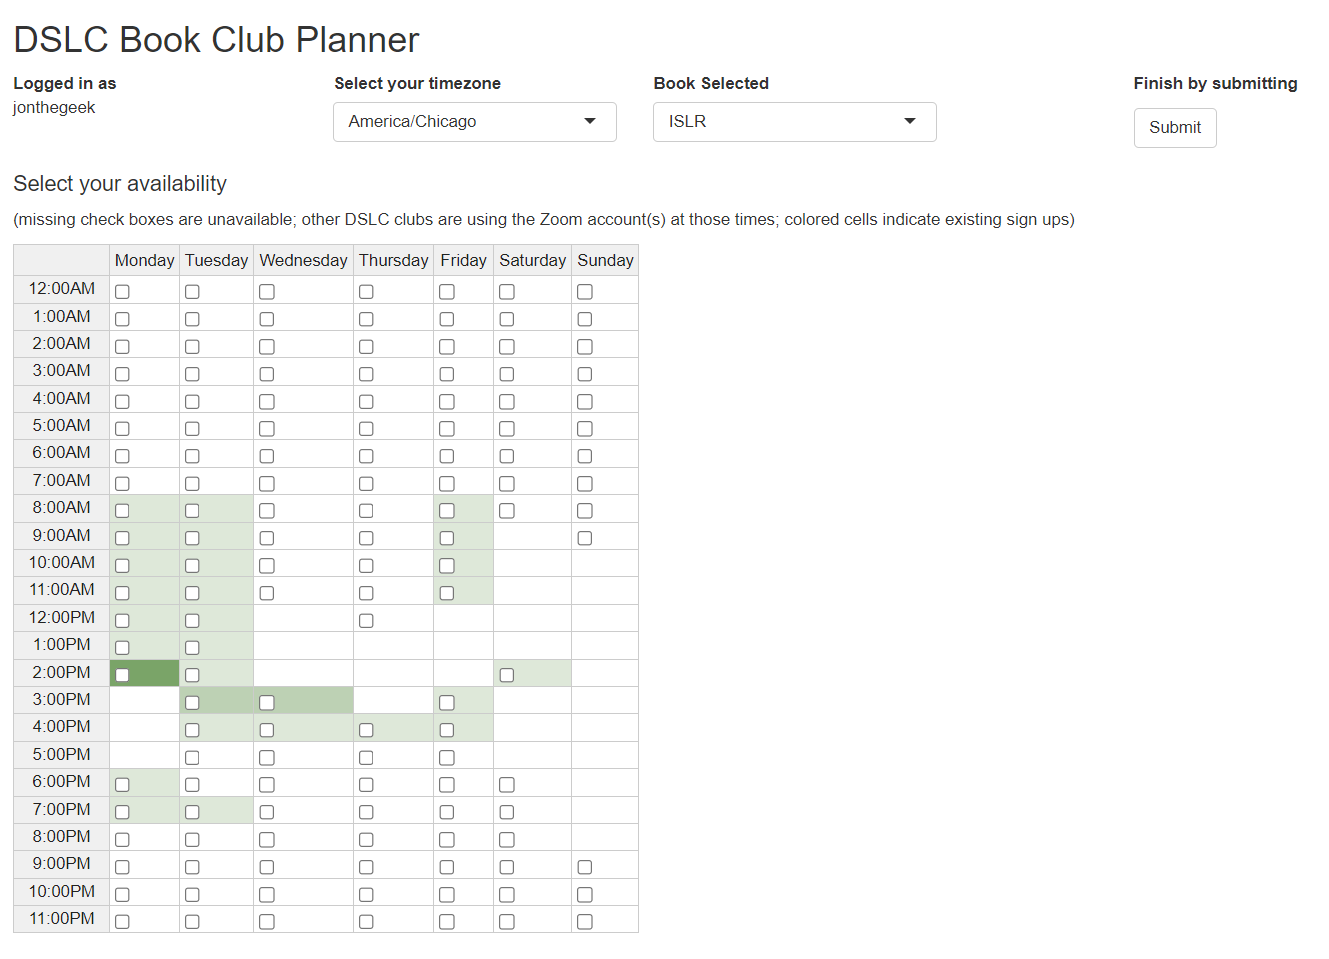 DSLC Book Club Planner
Logged in as
jonthegeek
Select your timezone
America/Chicago
Book Selected
ISLR
Finish by submitting
Submit
Select your availability
(missing check boxes are unavailable; other DSLC clubs are using the Zoom account(s) at those times; colored cells indicate existing sign ups)
Monday Tuesday Wednesday Thursday Friday Saturday Sunday
12:00AM
1:00AM
2:00AM
3:00AM
4:00AM
5:00AM
6:00AM
7:00AM
8:00AM
9:00AM
10:00AM
11:00AM
12:00PM
1:00PM
2:00PM
3:00PM
4:00PM
5:00PM
6:00PM
7:00PM
8:00PM
9:00PM
10:00PM
11:00PM